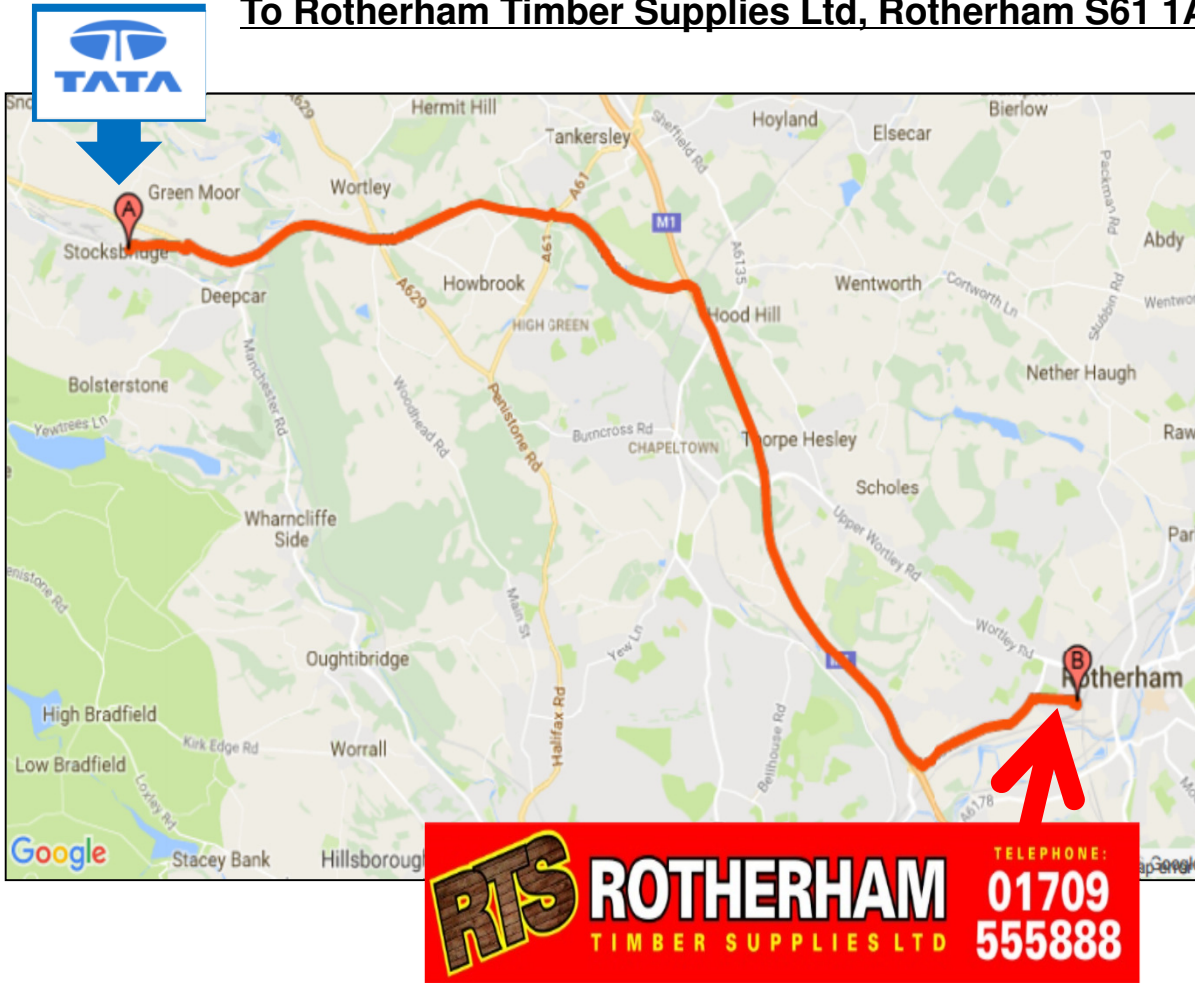 To Rotherham Timber Supplies Ltd, Rotherham S61 1A
TATA
A629
Hermit Hill
Bierlow
Hoyland
Tankersley
Sheffield Rd
Elsecar
Packman Rd
Green Moor
Wortley
A61
M1
A
Stocksbridge
A61
A6135
Abdy
Deepcar
A629
Howbrook
Wentworth
Cortworth Ln
Stubbin Rd
HIGH GREEN
Hood Hill
Manchester Rd
Bolsterstone
Woodhead Rd
Penistone Rd
Nether Haugh
Yewtrees Ln
Burncross Rd
CHAPELTOWN
Thorpe Hesley
Scholes
Wharncliffe
Side
Upper Wortley Rd
Main St
Yew Ln
Wortley Rd
Oughtibridge
B
Rotherham
High Bradfield
Kirk Edge Rd
Worrall
Halifax Rd
Bellhouse Rd
Low Bradfield
Loxley Rd
A6178
Google
Stacey Bank
Hillsboroug
RTS
ROTHERHAM
TIMBER SUPPLIES LTD
TELEPHONE:
01709
555888